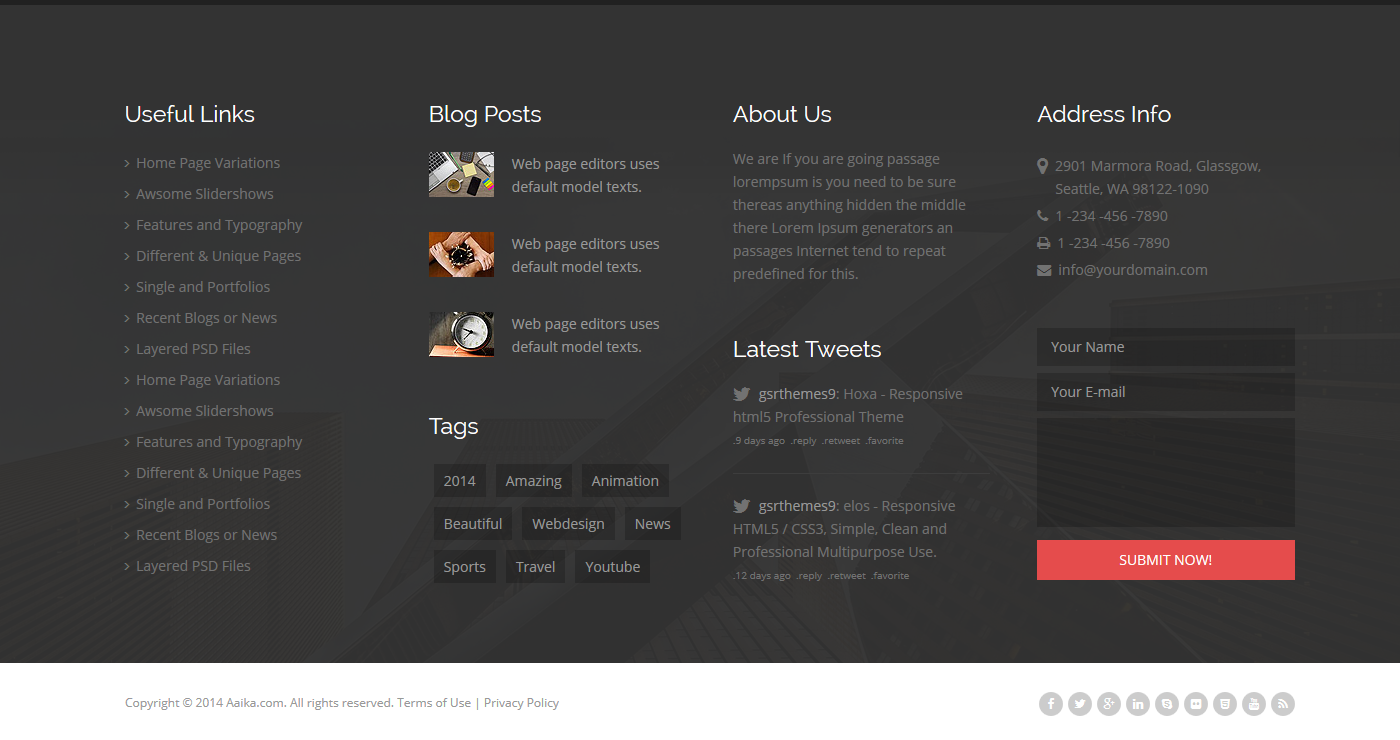 Useful Links
Home Page Variations
Awsome Slidershows
Features and Typography
Different & Unique Pages
Single and Portfolios
Recent Blogs or News
Layered PSD Files
Home Page Variations
Awsome Slidershows
Features and Typography
Different & Unique Pages
Single and Portfolios
Recent Blogs or News
Layered PSD Files
Blog Posts
Web page editors uses
default model texts.
Web page editors uses
default model texts.
Web page editors uses
default model texts.
Tags
2014 Amazing Animation
Beautiful Webdesign News
Sports Travel Youtube
About Us
We are If you are going passage
lorempsum is you need to be sure
thereas anything hidden the middle
there Lorem Ipsum generators an
passages Internet tend to repeat
predefined for this.
Latest Tweets
gsrthemes9: Hoxa - Responsive
html5 Professional Theme
.9 days ago .reply .retweet .favorite
gsrthemes9: elos - Responsive
HTML5 / CSS3, Simple, Clean and
Professional Multipurpose Use.
.12 days ago .reply .retweet .favorite
Address Info
2901 Marmora Road, Glassgow,
Seattle, WA 98122-1090
1 -234 -456 -7890
1 -234 -456 -7890
info@yourdomain.com
Your Name
Your E-mail
SUBMIT NOW!
Copyright © 2014 Aaika.com. All rights reserved. Terms of Use | Privacy Policy